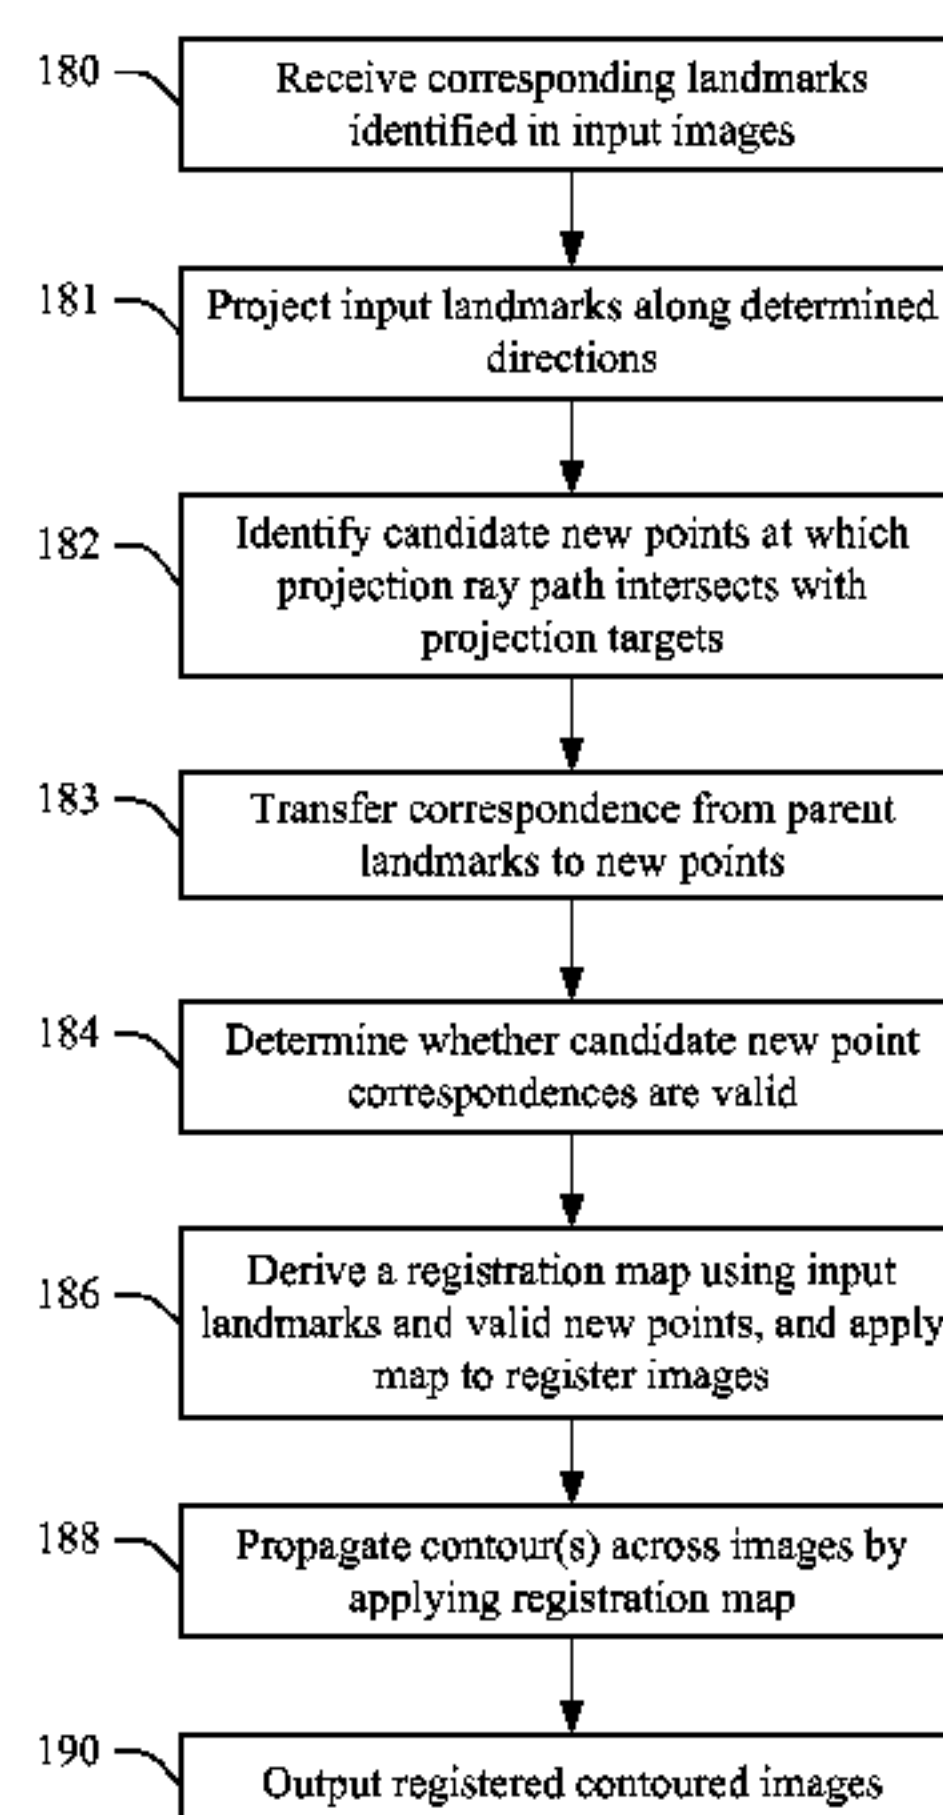 180
Receive corresponding landmarks
identified in input images
181
Project input landmarks along determined
directions
182
Identify candidate new points at which
projection ray path intersects with
projection targets
183
Transfer correspondence from parent
landmarks to new points
184
Determine whether candidate new point
correspondences are valid
186
Derive a registration map using input
landmarks and valid new points, and apply
map to register images
188
Propagate contour(s) across images by
applying registration map
190
Output registered contoured images